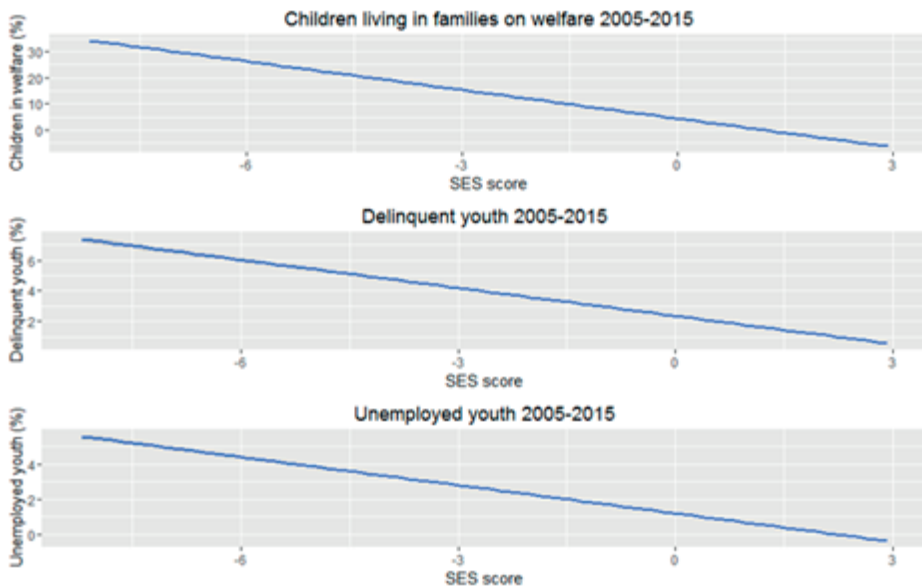 Children living in families on welfare 2005-2015
Children in welfare (%)
30
20
10
0
-6
-3
0
3
SES score
Delinquent youth 2005-2015
Delinquent youth (%)
6
4
2
-6
-3
0
3
SES score
Unemployed youth 2005-2015
Unemployed youth (%)
4
2
0
-6
-3
0
3
SES score